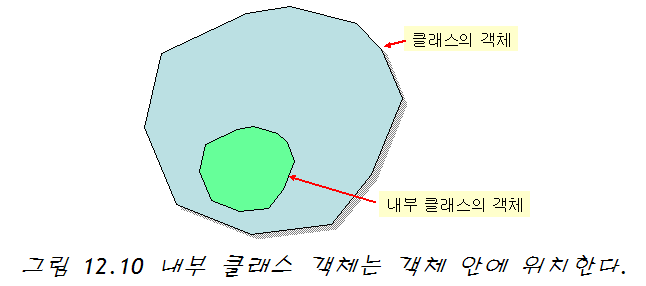 클래스의 객체
내부 클래스의 객체
그림 12.10 내부 클래스 객체는 객체 안에 위치한다.